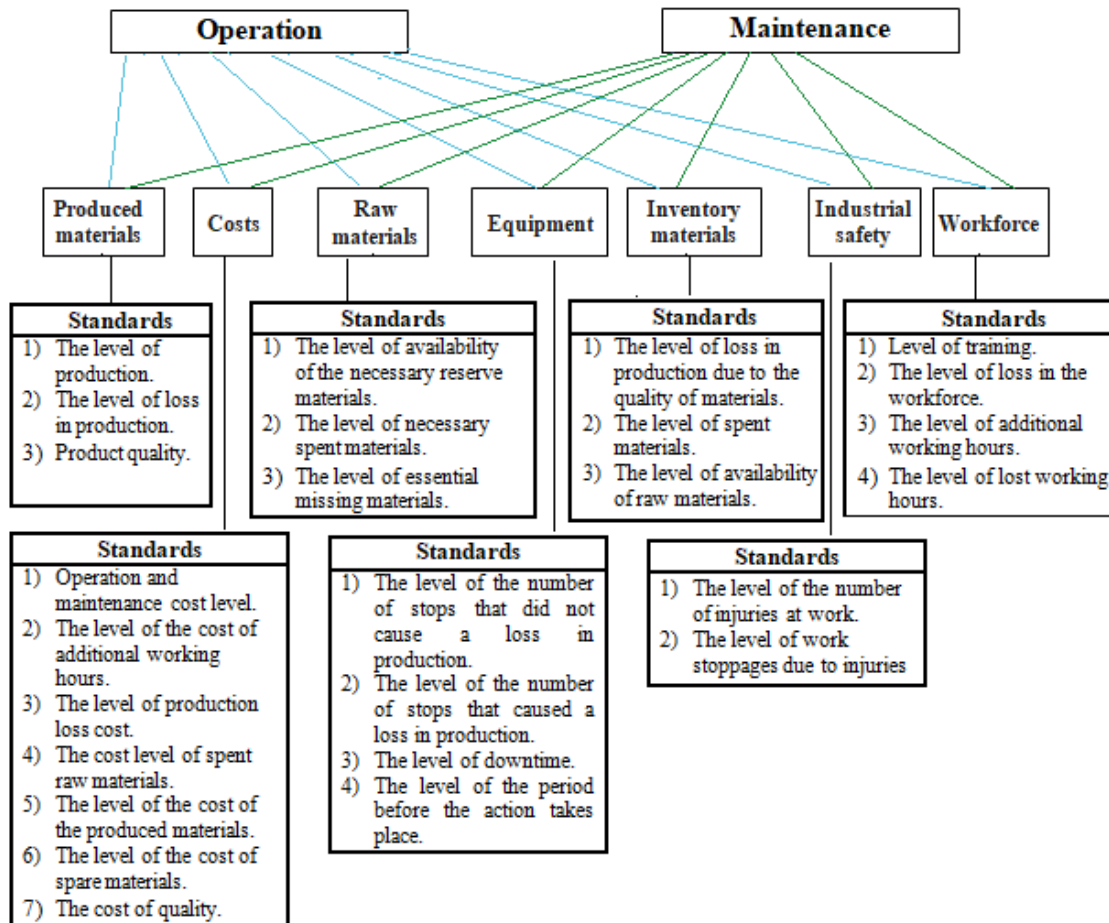 Operation
Maintenance
Produced
materials
Costs
Raw
materials
Equipment
Inventory
materials
Industrial
safety
Workforce
Standards
1) The level of
production.
2) The level of loss
in production.
3) Product quality.
Standards
1) The level of availability
of the necessary reserve
materials.
2) The level of necessary
spent materials.
3) The level of essential
missing materials.
Standards
1) The level of loss in
production due to the
quality of materials.
2) The level of spent
materials.
3) The level of availability
of raw materials.
Standards
1) Level of training.
2) The level of loss in the
workforce.
3) The level of additional
working hours.
4) The level of lost working
hours.
Standards
1) Operation and
maintenance cost level.
2) The level of the cost of
additional working
hours.
3) The level of production
loss cost.
4) The cost level of spent
raw materials.
5) The level of the cost of
the produced materials.
6) The level of the cost of
spare materials.
7) The cost of quality.
Standards
1) The level of the number
of stops that did not
cause a loss in
production.
2) The level of the number
of stops that caused a
loss in production.
3) The level of downtime.
4) The level of the period
before the action takes
place.
Standards
1) The level of the number
of injuries at work.
2) The level of work
stoppages due to injuries